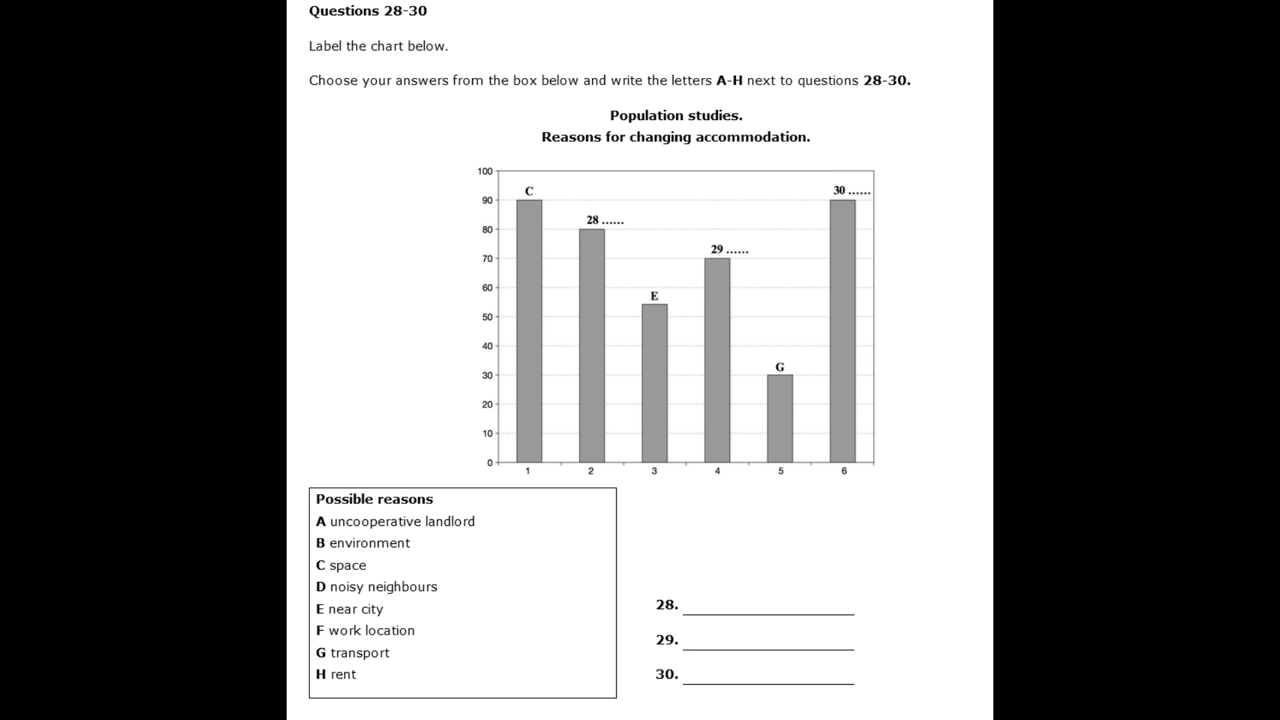 Questions 28-30
Label the chart below.
Choose your answers from the box below and write the letters A-H next to questions 28-30.
Population studies.
Reasons for changing accommodation.
100
90
80
70
60
50
40
30
20
10
0
C
28 ......
E
29 ......
G
30 ......
1 2 3 4 5 6
Possible reasons
A uncooperative landlord
B environment
C space
D noisy neighbours
E near city
F work location
G transport
H rent
28. ____________________
29. ____________________
30. ____________________